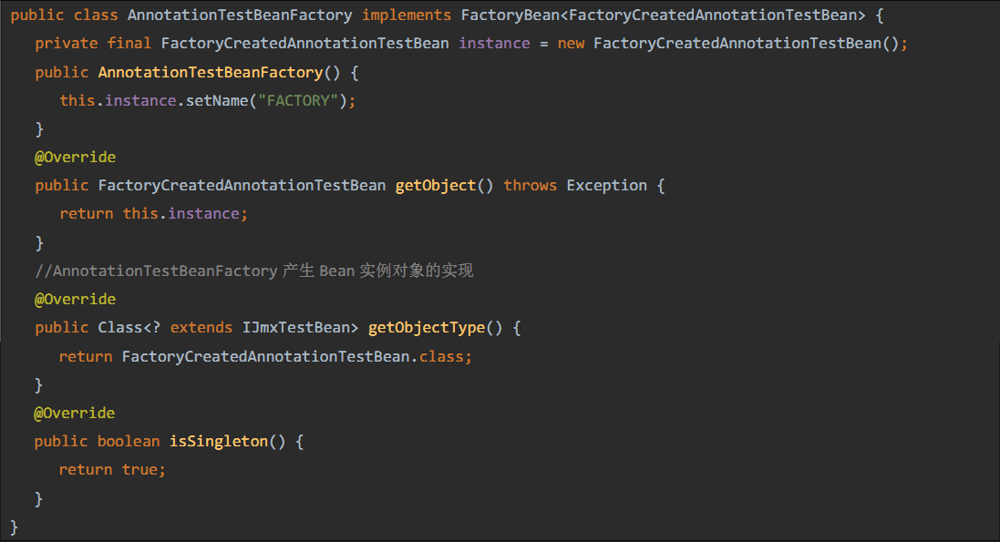 public class AnnotationTestBeanFactory implements FactoryBean<FactoryCreatedAnnotationTestBean> {
private final FactoryCreatedAnnotationTestBean instance = new FactoryCreatedAnnotationTestBean();
public AnnotationTestBeanFactory() {
this.instance.setName("FACTORY");
}
@Override
public FactoryCreatedAnnotationTestBean getObject() throws Exception {
return this.instance;
}
//AnnotationTestBeanFactory 产生 Bean 实例对象的实现
@Override
public Class<? extends IJmxTestBean> getObjectType() {
return FactoryCreatedAnnotationTestBean.class;
}
@Override
public boolean isSingleton() {
return true;
}
}